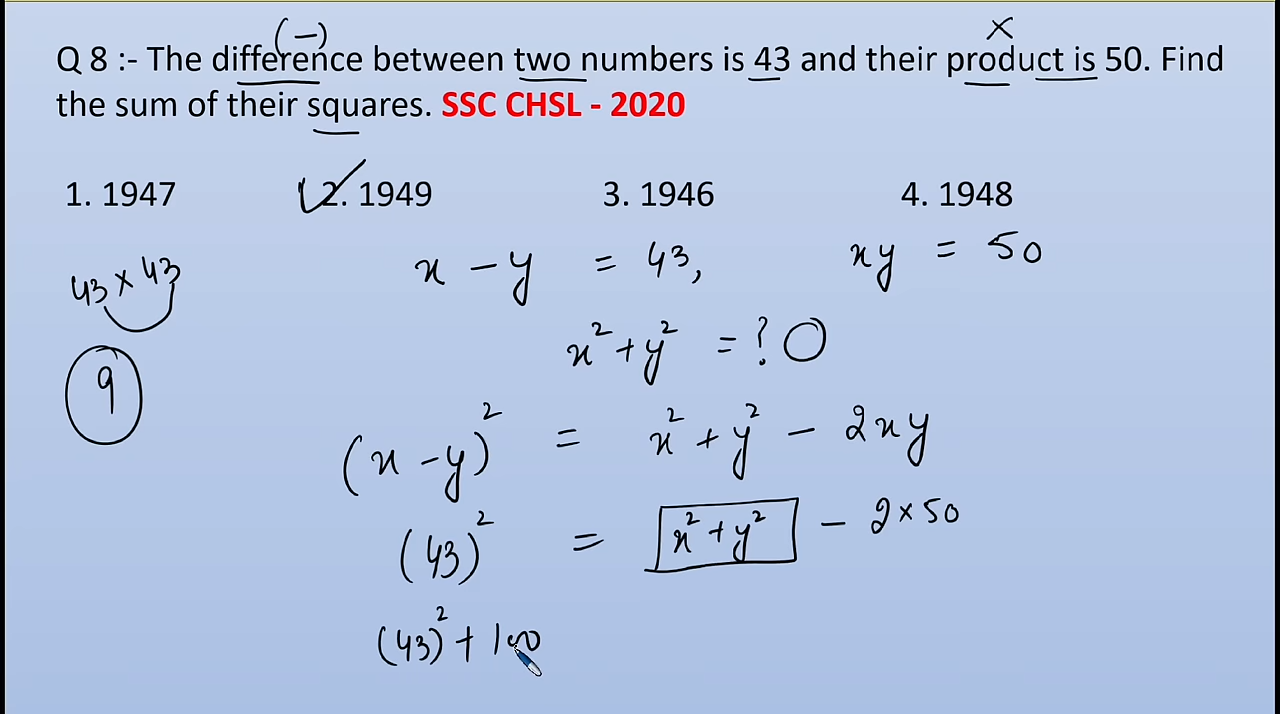 (−) ×
Q 8 :- The difference between two numbers is 43 and their product is 50. Find
the sum of their squares. SSC CHSL - 2020
1. 1947 2. 1949 3. 1946 4. 1948
x − y = 43, xy = 50
43 × 43
x² + y² = ? O
9
(x − y)² = x² + y² − 2xy
(43)² = x² + y² − 2 × 50
(43)² + 100